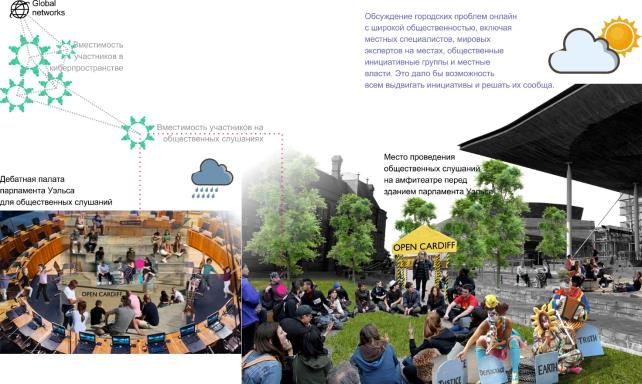 Global
networks
Вместимость
участников в
киберпространстве
Обсуждение городских проблем онлайн
с широкой общественностью, включая
местных специалистов, мировых
экспертов на местах, общественные
инициативные группы и местные
власти. Это дало бы возможность
всем выдвигать инициативы и решать их сообща.
Вместимость участников на
общественных слушаниях
Дебатная палата
парламента Уэльса
для общественных слушаний
Место проведения
общественной слушаний
на амфитеатре перед
зданием парламента Уэльса
OPEN CARDIFF
OPEN CARDIFF
JUSTICE
DEMOCRACY
EARTH
TRUTH